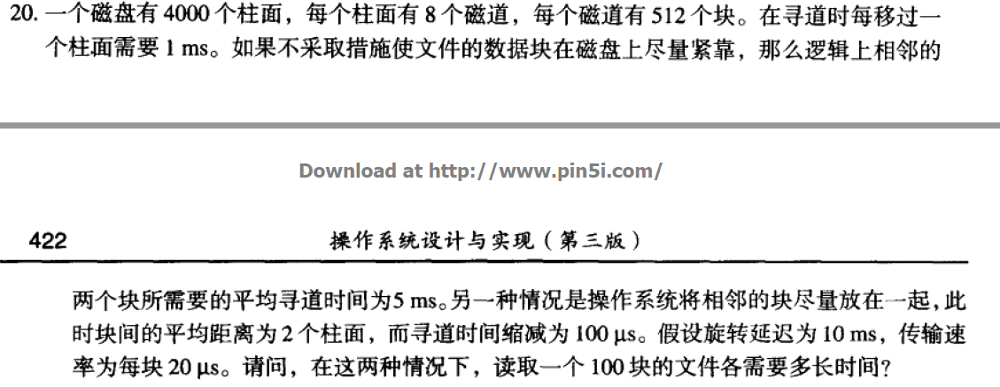 20. 一个磁盘有 4000 个柱面，每个柱面有 8 个磁道，每个磁道有 512 个块。在寻道时每移过一
个柱面需要 1 ms。如果不采取措施使文件的数据块在磁盘上尽量紧靠，那么逻辑上相邻的
Download at http://www.pin5i.com/
422 操作系统设计与实现（第三版）
两个块所需要的平均寻道时间为5 ms。另一种情况是操作系统将相邻的块尽量放在一起，此
时块间的平均距离为 2 个柱面，而寻道时间缩减为 100 μs。假设旋转延迟为 10 ms，传输速
率为每块 20 μs。请问，在这两种情况下，读取一个 100 块的文件各需要多长时间？